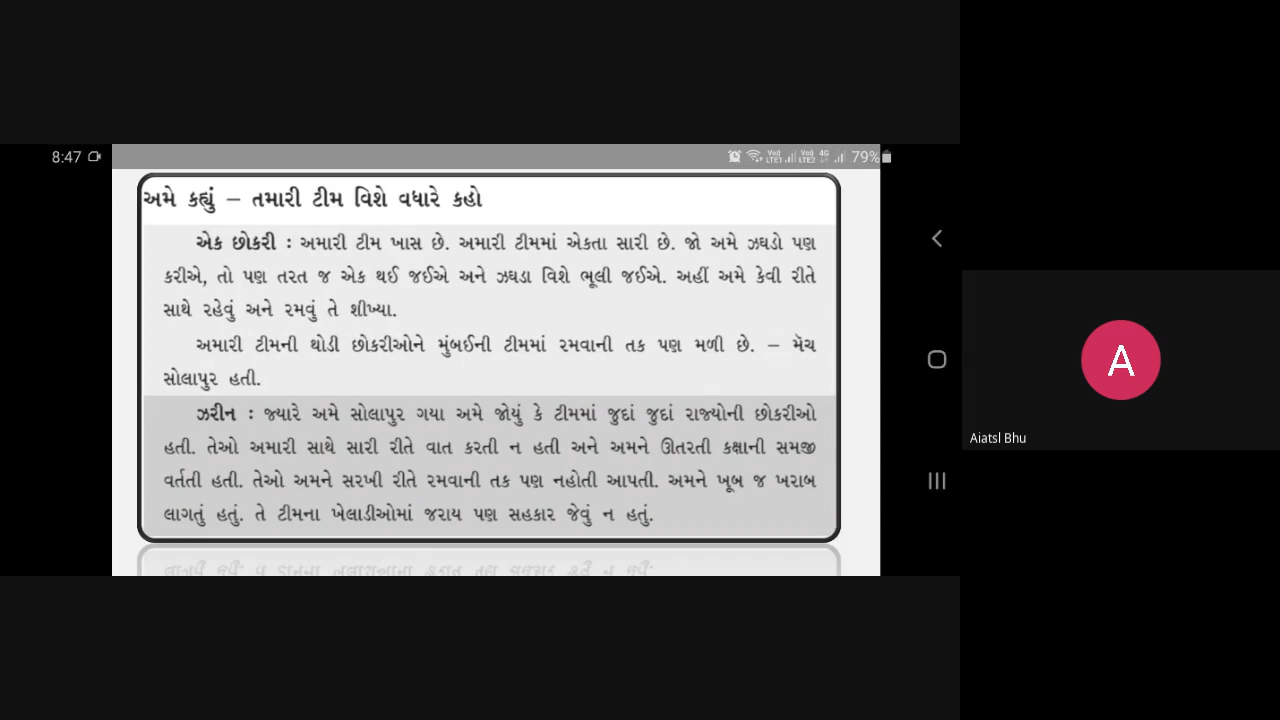 8:47
79%
અમે કહ્યું – તમારી ટીમ વિશે વધારે કહો
એક છોકરી : અમારી ટીમ ખાસ છે. અમારી ટીમમાં એકતા સારી છે. જો અમે ઝઘડો પણ
કરીએ, તો પણ તરત જ એક થઈ જઈએ અને ઝઘડા વિશે ભૂલી જઈએ. અહીં અમે કેવી રીતે
સાથે રહેવું અને રમવું તે શીખ્યા.
અમારી ટીમની થોડી છોકરીઓને મુંબઈની ટીમમાં રમવાની તક પણ મળી છે. – મૅચ
સોલાપુર હતી.
ઝરીન : જ્યારે અમે સોલાપુર ગયા અમે જોયું કે ટીમમાં જુદાં જુદાં રાજ્યોની છોકરીઓ
હતી. તેઓ અમારી સાથે સારી રીતે વાત કરતી ન હતી અને અમને ઊતરતી કક્ષાની સમજી
વર્તતી હતી. તેઓ અમને સરખી રીતે રમવાની તક પણ નહોતી આપતી. અમને ખૂબ જ ખરાબ
લાગતું હતું. તે ટીમના ખેલાડીઓમાં જરાય પણ સહકાર જેવું ન હતું.
A
Aiatsl Bhu